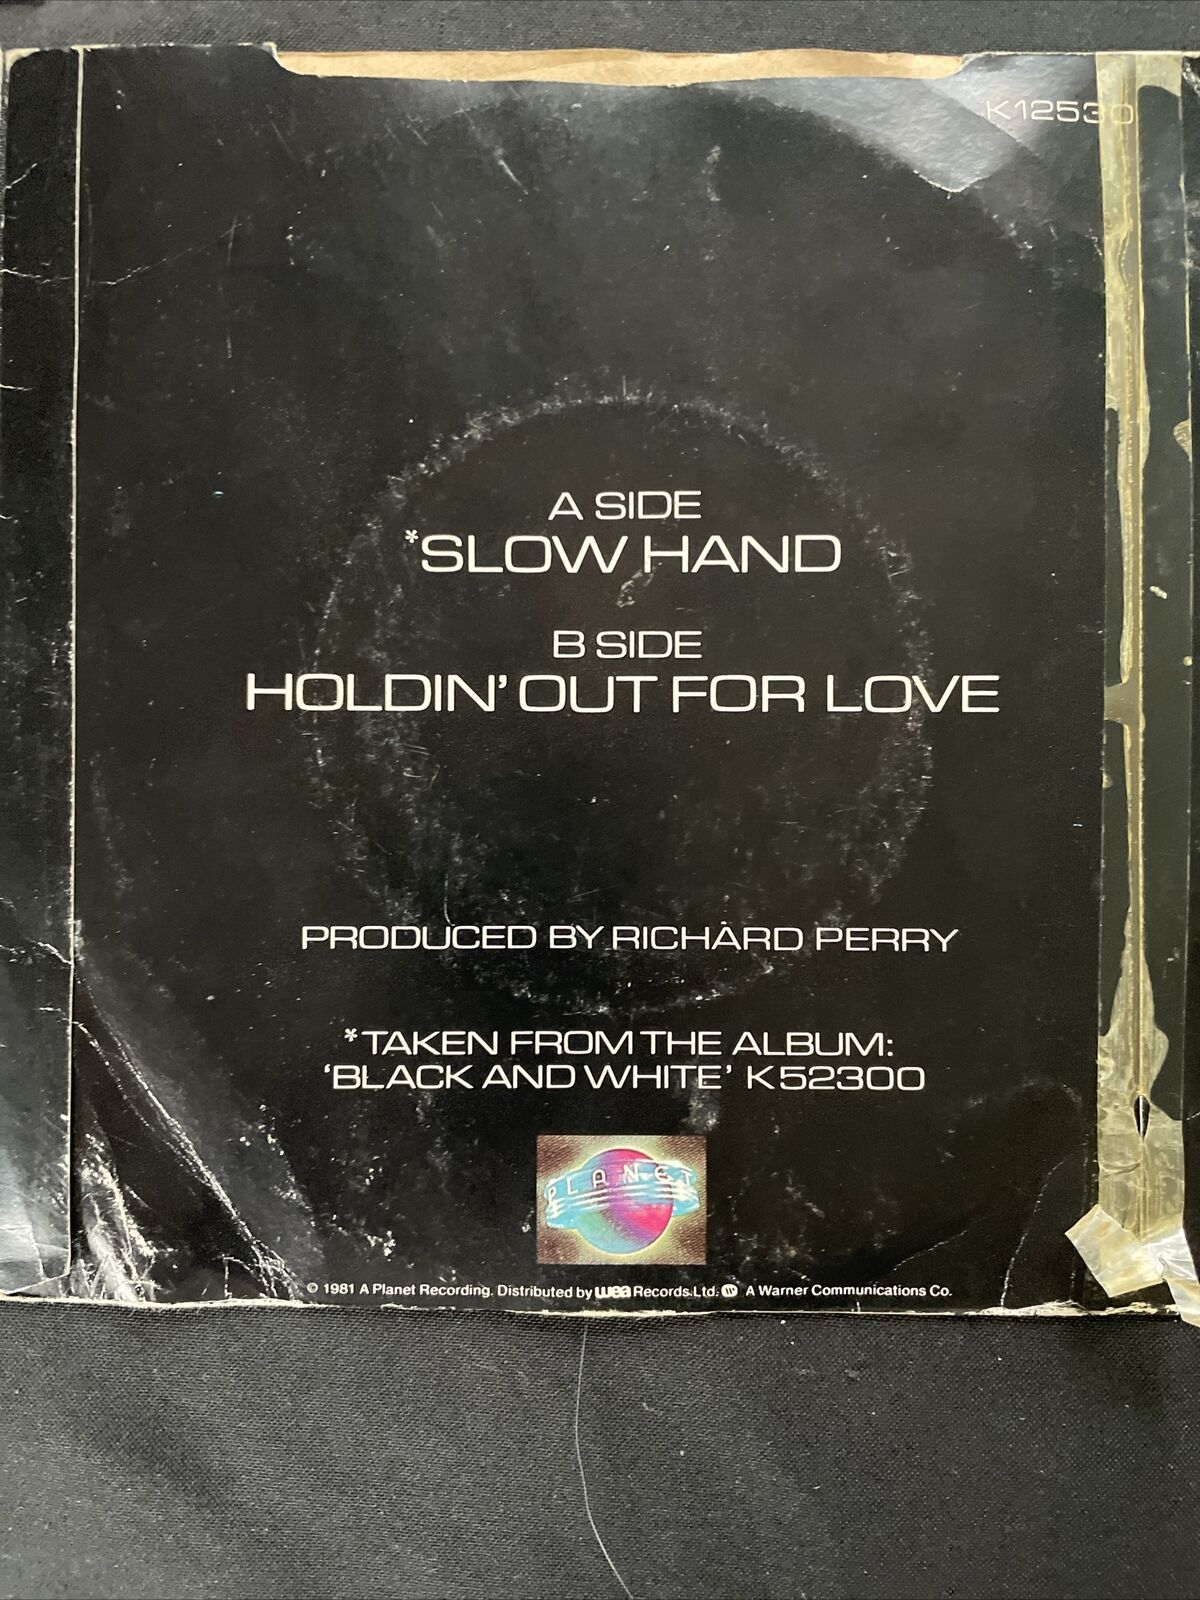 K12530
A SIDE
*SLOW HAND
B SIDE
HOLDIN' OUT FOR LOVE
PRODUCED BY RICHARD PERRY
*TAKEN FROM THE ALBUM:
'BLACK AND WHITE' K52300
PLANET
© 1981 A Planet Recording. Distributed by wea Records.Ltd. A Warner Communications Co.